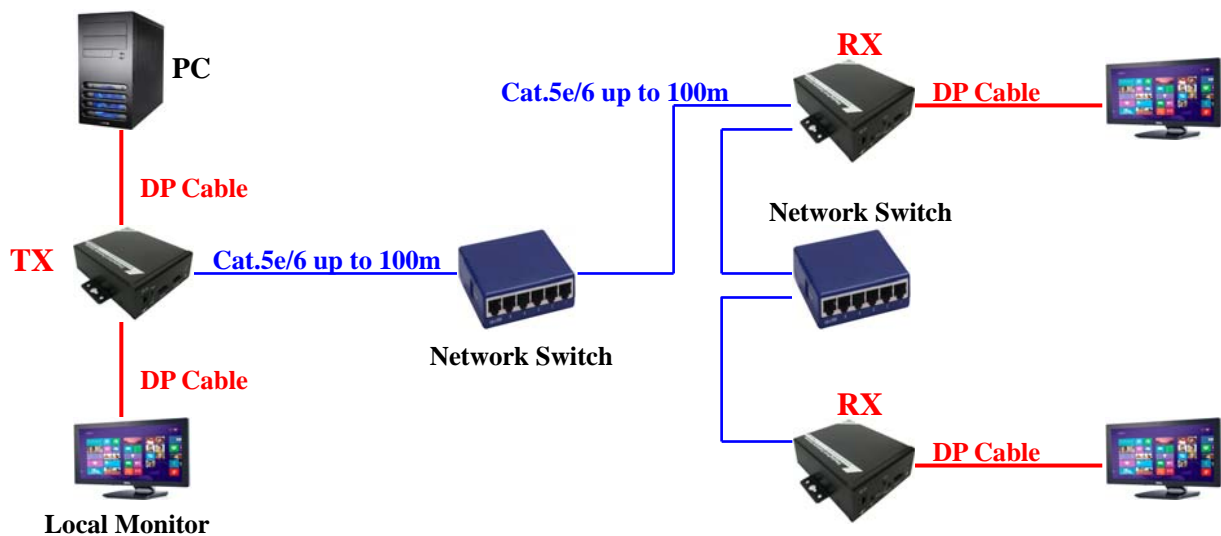 PC
RX
Cat.5e/6 up to 100m
DP Cable
DP Cable
Network Switch
TX
Cat.5e/6 up to 100m
Network Switch
DP Cable
RX
DP Cable
Local Monitor